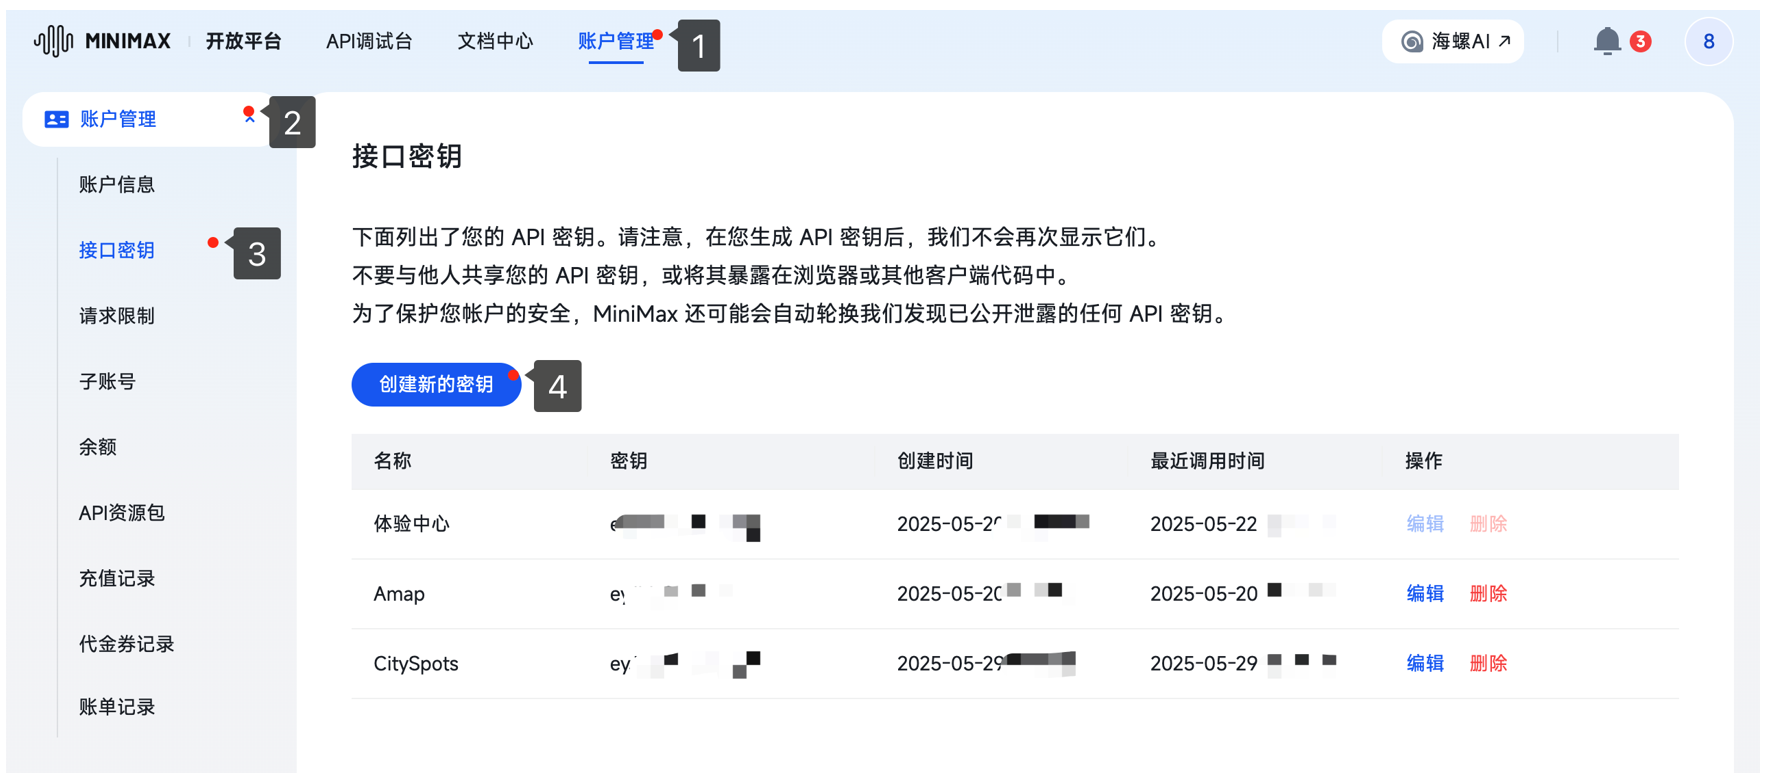 MINIMAX 开放平台 API调试台 文档中心 账户管理 1 海螺AI 3 8
账户管理 2
账户信息
接口密钥 3
请求限制
子账号
余额
API资源包
充值记录
代金券记录
账单记录
接口密钥
下面列出了您的 API 密钥。请注意，在您生成 API 密钥后，我们不会再次显示它们。
不要与他人共享您的 API 密钥，或将其暴露在浏览器或其他客户端代码中。
为了保护您帐户的安全，MiniMax 还可能会自动轮换我们发现已公开泄露的任何 API 密钥。
创建新的密钥 4
名称 密钥 创建时间 最近调用时间 操作
体验中心 2025-05-22 编辑 删除
Amap ey 2025-05-20 2025-05-20 编辑 删除
CitySpots ey 2025-05-29 2025-05-29 编辑 删除